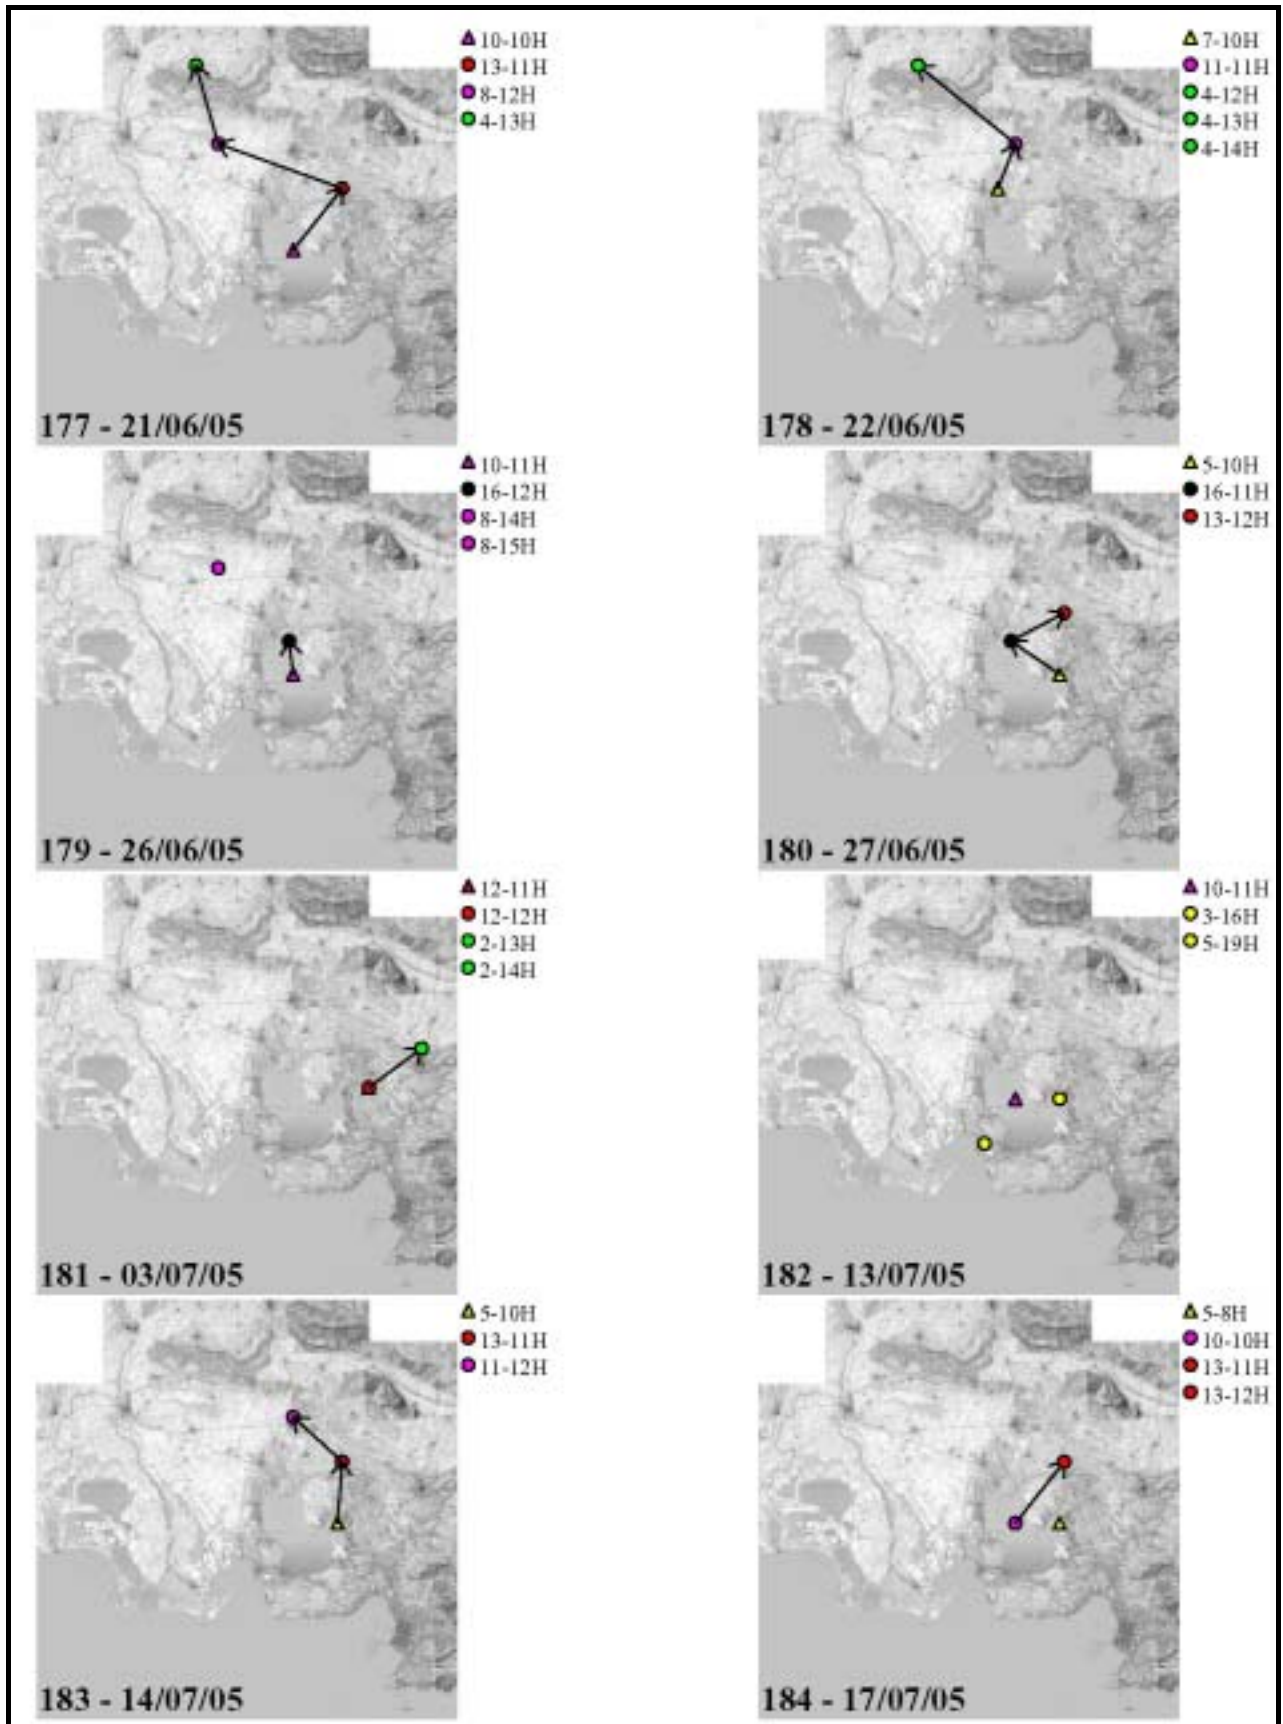 10-10H
13-11H
8-12H
4-13H
177 - 21/06/05
7-10H
11-11H
4-12H
4-13H
4-14H
178 - 22/06/05
10-11H
16-12H
8-14H
8-15H
179 - 26/06/05
5-10H
16-11H
13-12H
180 - 27/06/05
12-11H
12-12H
2-13H
2-14H
181 - 03/07/05
10-11H
3-16H
5-19H
182 - 13/07/05
5-10H
13-11H
11-12H
183 - 14/07/05
5-8H
10-10H
13-11H
13-12H
184 - 17/07/05